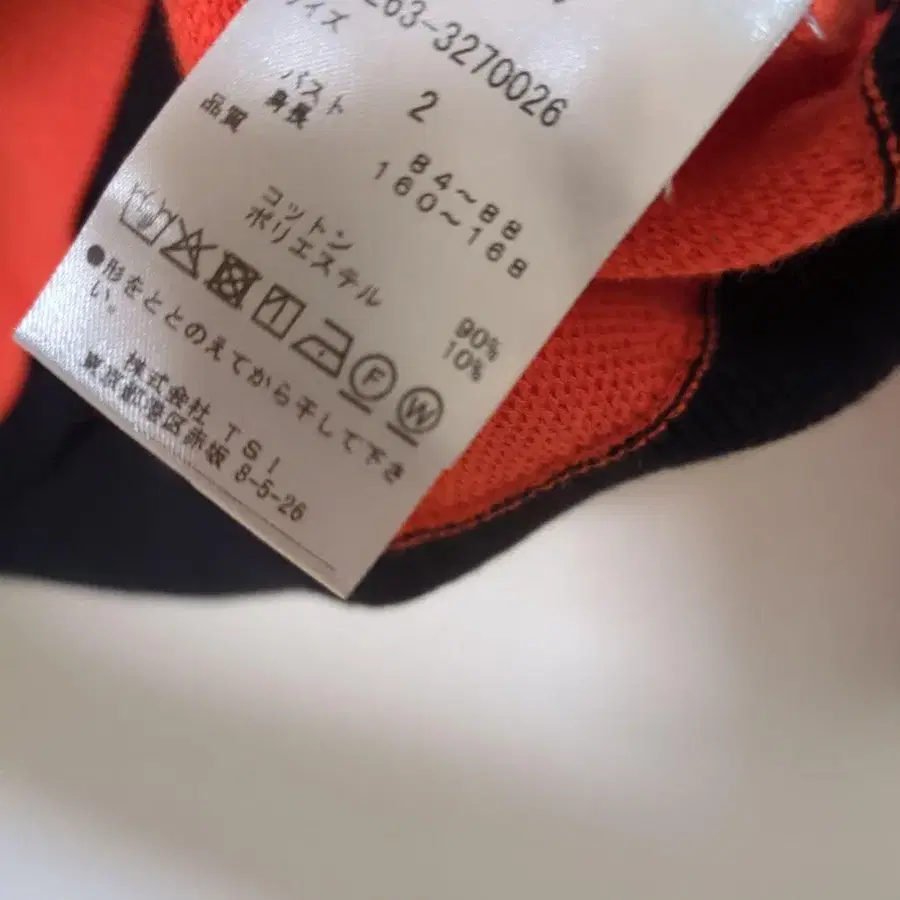 263-3270026
サイズ 2
バスト 84~88
身長 160~168
品質
コットン 90%
ポリエステル 10%
F W
●形をととのえてから干して下さ
い。
株式会社 TSI
東京都港区赤坂 8-5-26